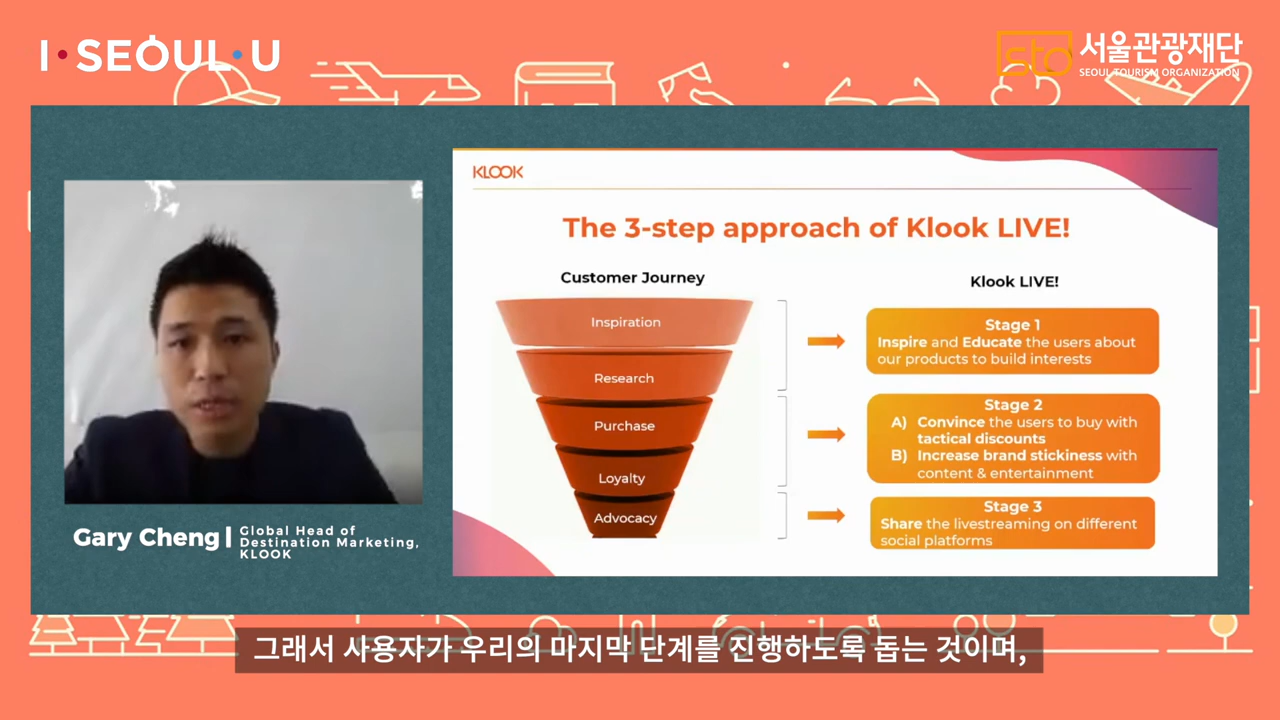 I·SEOUL·U
sto 서울관광재단
SEOUL TOURISM ORGANIZATION
KLOOK
The 3-step approach of Klook LIVE!
Customer Journey
Inspiration
Research
Purchase
Loyalty
Advocacy
Klook LIVE!
Stage 1
Inspire and Educate the users about
our products to build interests
Stage 2
A) Convince the users to buy with
tactical discounts
B) Increase brand stickiness with
content & entertainment
Stage 3
Share the livestreaming on different
social platforms
Gary Cheng
Global Head of
Destination Marketing,
KLOOK
그래서 사용자가 우리의 마지막 단계를 진행하도록 돕는 것이며,